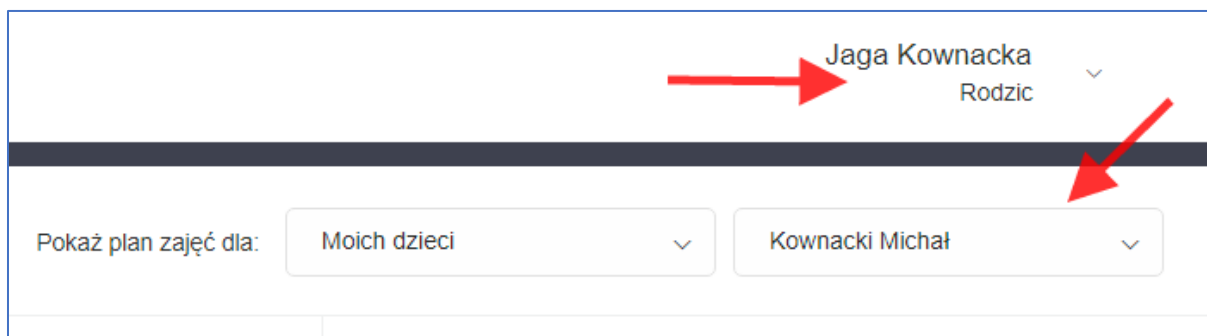 Jaga Kownacka
Rodzic
Pokaż plan zajęć dla: Moich dzieci Kownacki Michał